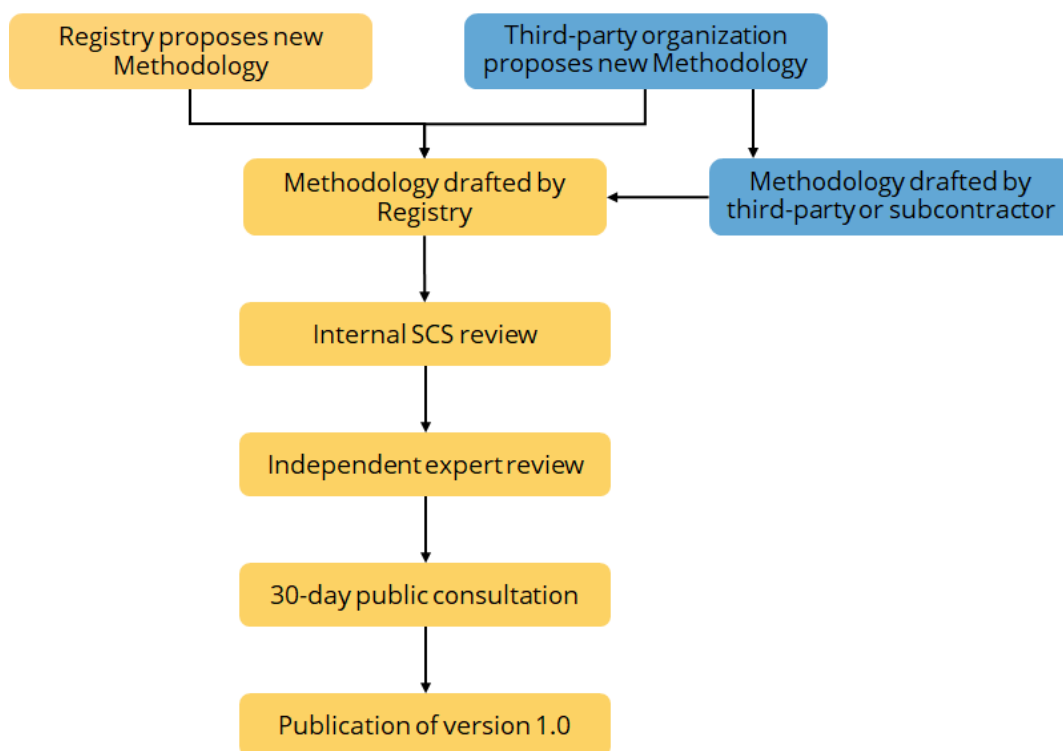 Registry proposes new
Methodology
Third-party organization
proposes new Methodology
Methodology drafted by
Registry
Methodology drafted by
third-party or subcontractor
Internal SCS review
Independent expert review
30-day public consultation
Publication of version 1.0